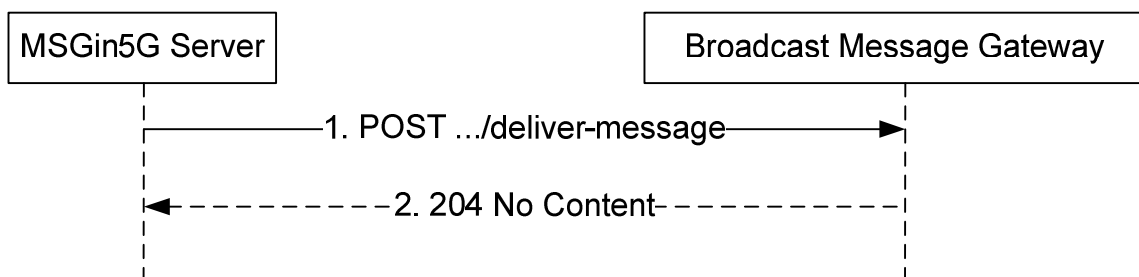 MSGin5G Server
Broadcast Message Gateway
1. POST .../deliver-message
2. 204 No Content